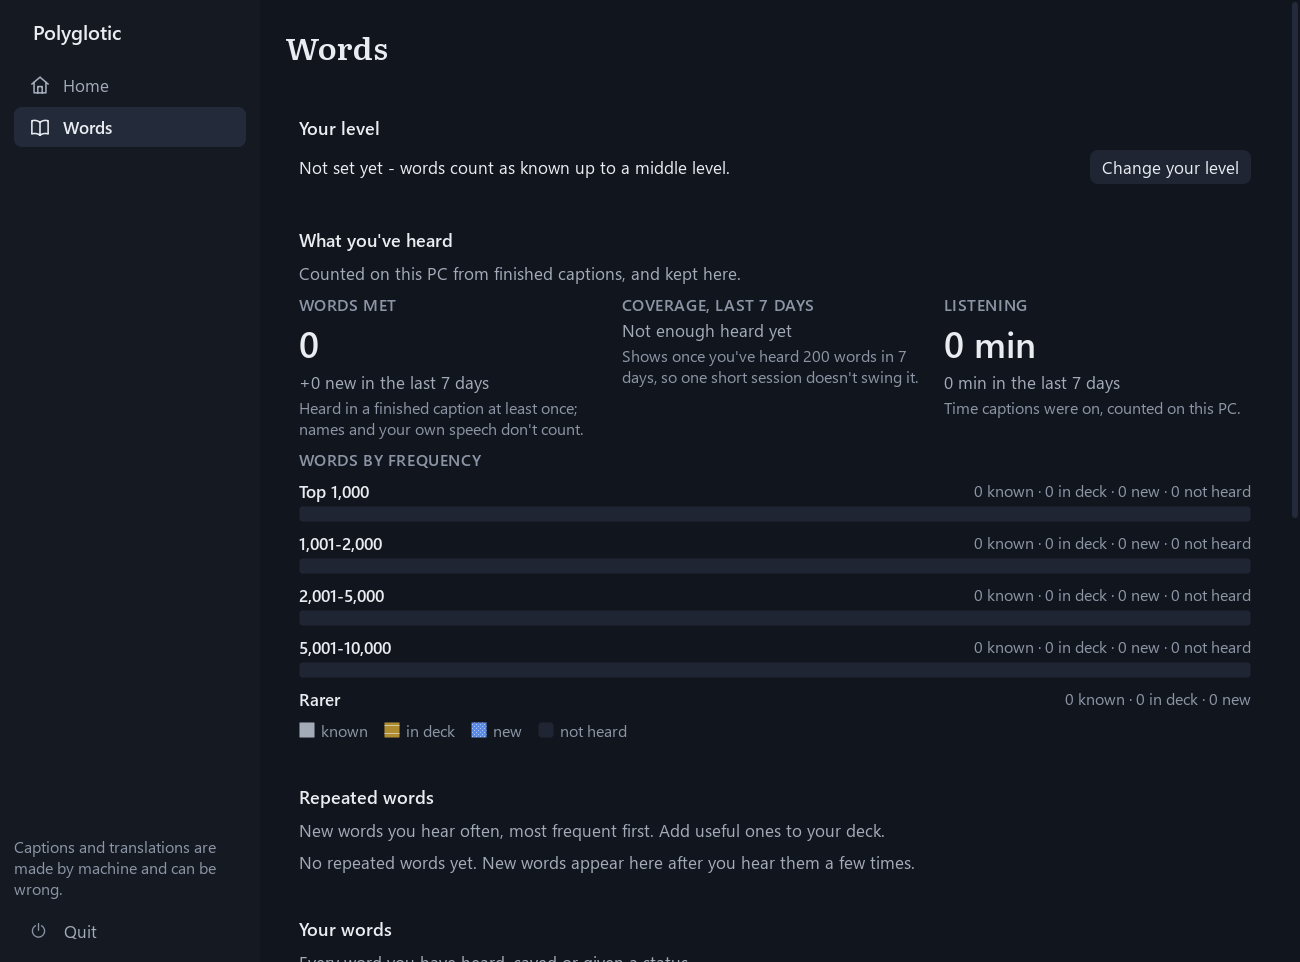 Polyglotic
Home
Words
Captions and translations are
made by machine and can be
wrong.
Quit
Words
Your level
Not set yet - words count as known up to a middle level.
Change your level
What you've heard
Counted on this PC from finished captions, and kept here.
WORDS MET
0
+0 new in the last 7 days
Heard in a finished caption at least once;
names and your own speech don't count.
COVERAGE, LAST 7 DAYS
Not enough heard yet
Shows once you've heard 200 words in 7
days, so one short session doesn't swing it.
LISTENING
0 min
0 min in the last 7 days
Time captions were on, counted on this PC.
WORDS BY FREQUENCY
Top 1,000 0 known · 0 in deck · 0 new · 0 not heard
1,001-2,000 0 known · 0 in deck · 0 new · 0 not heard
2,001-5,000 0 known · 0 in deck · 0 new · 0 not heard
5,001-10,000 0 known · 0 in deck · 0 new · 0 not heard
Rarer 0 known · 0 in deck · 0 new
known in deck new not heard
Repeated words
New words you hear often, most frequent first. Add useful ones to your deck.
No repeated words yet. New words appear here after you hear them a few times.
Your words
Every word you have heard, saved or given a status